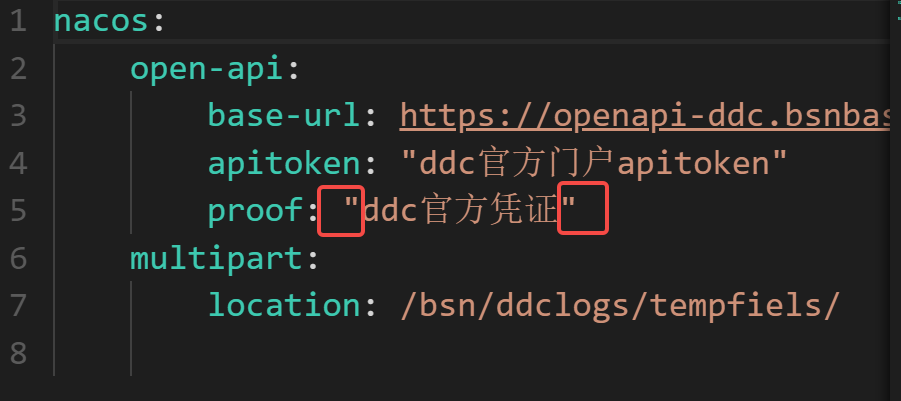 1 nacos:
2 open-api:
3 base-url: https://openapi-ddc.bsnbas
4 apitoken: "ddc官方门户apitoken"
5 proof: "ddc官方凭证"
6 multipart:
7 location: /bsn/ddclogs/tempfiels/
8